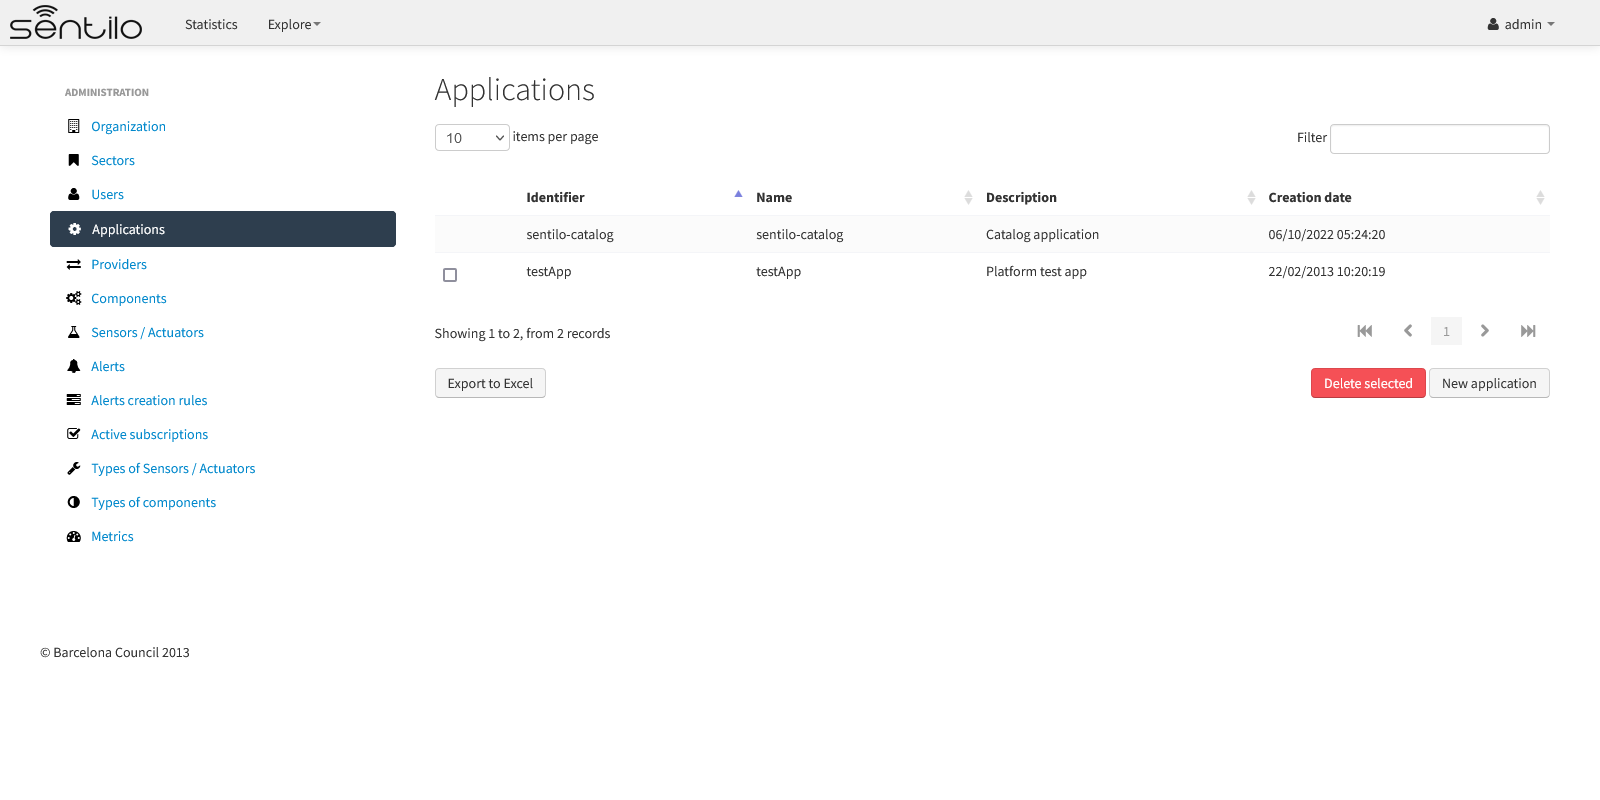 sentilo
Statistics
Explore
admin
ADMINISTRATION
Organization
Sectors
Users
Applications
Providers
Components
Sensors / Actuators
Alerts
Alerts creation rules
Active subscriptions
Types of Sensors / Actuators
Types of components
Metrics
Applications
10 items per page
Filter
Identifier Name Description Creation date
sentilo-catalog sentilo-catalog Catalog application 06/10/2022 05:24:20
testApp testApp Platform test app 22/02/2013 10:20:19
Showing 1 to 2, from 2 records
1
Export to Excel
Delete selected
New application
© Barcelona Council 2013